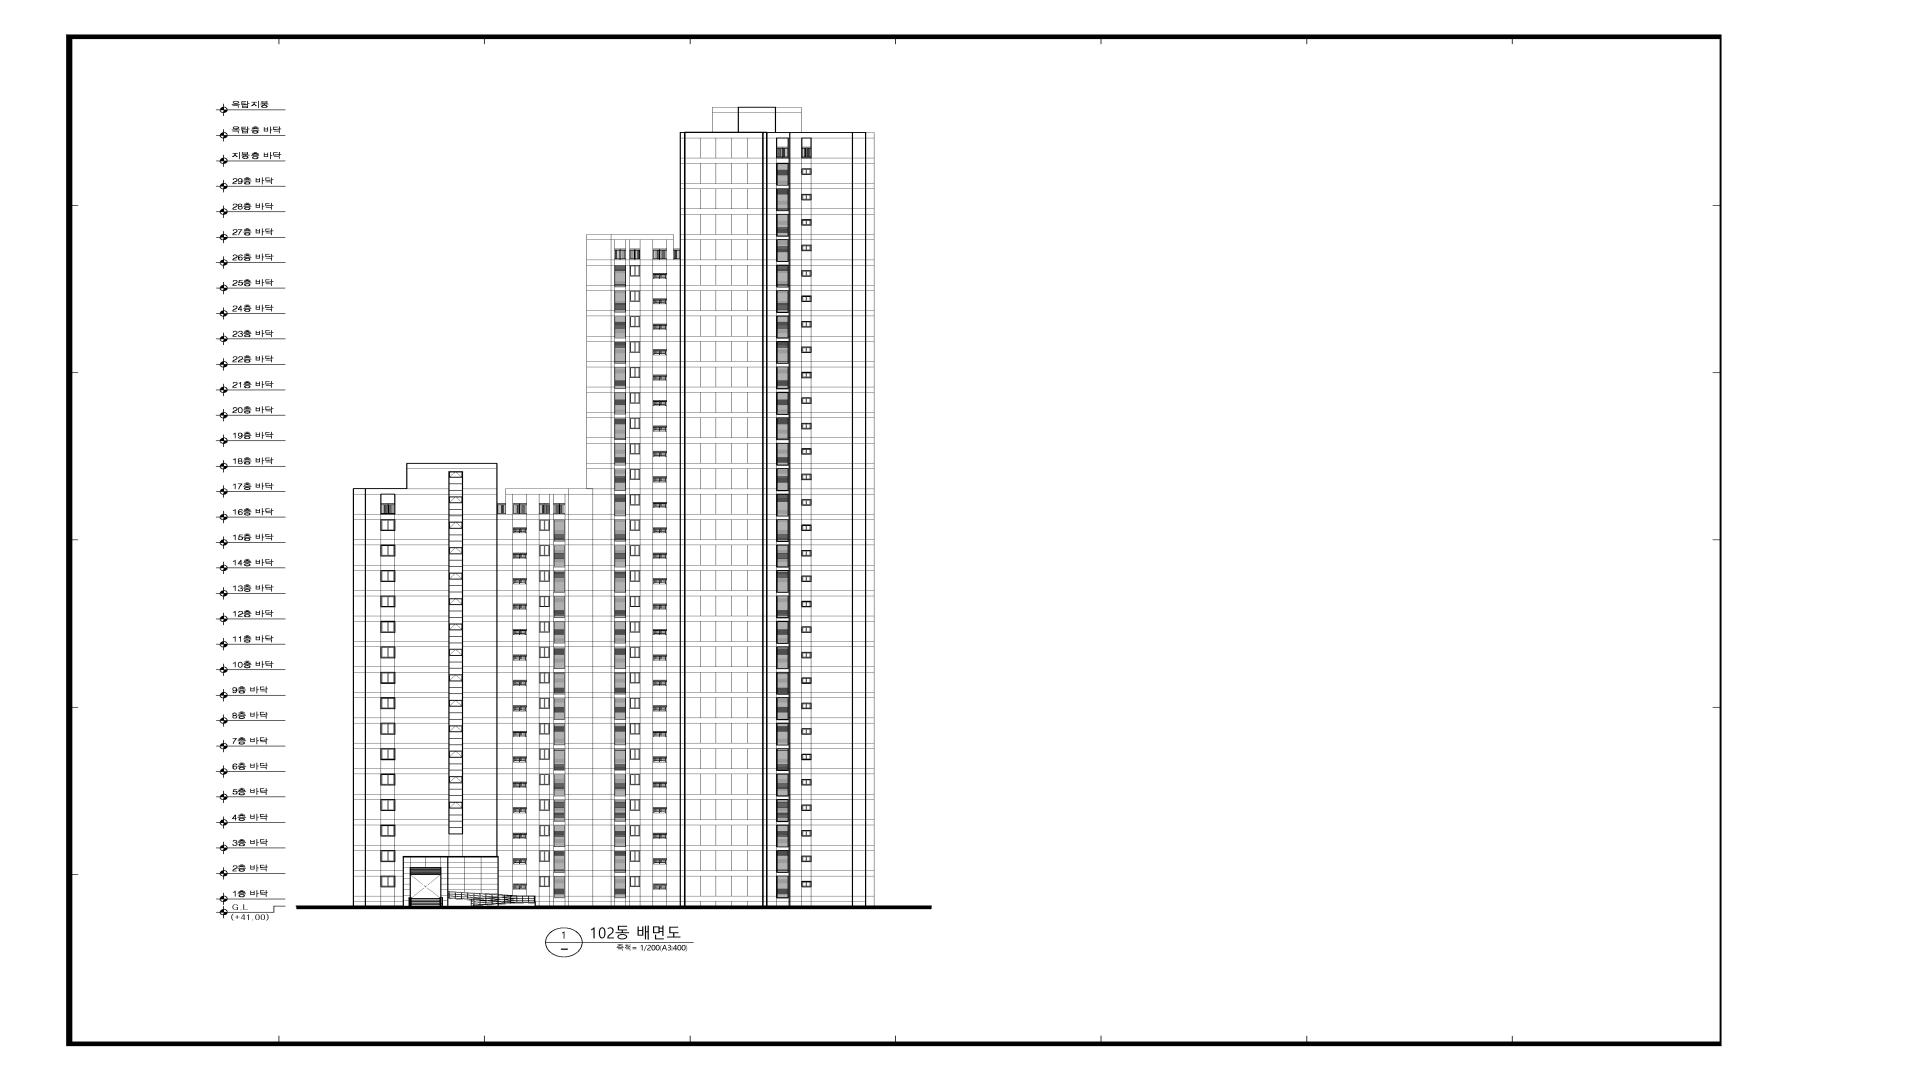 옥탑지붕
옥탑층 바닥
지붕층 바닥
29층 바닥
28층 바닥
27층 바닥
26층 바닥
25층 바닥
24층 바닥
23층 바닥
22층 바닥
21층 바닥
20층 바닥
19층 바닥
18층 바닥
17층 바닥
16층 바닥
15층 바닥
14층 바닥
13층 바닥
12층 바닥
11층 바닥
10층 바닥
9층 바닥
8층 바닥
7층 바닥
6층 바닥
5층 바닥
4층 바닥
3층 바닥
2층 바닥
1층 바닥
G.L
(+41.00)
1
102동 배면도
축척= 1/200(A3:400)